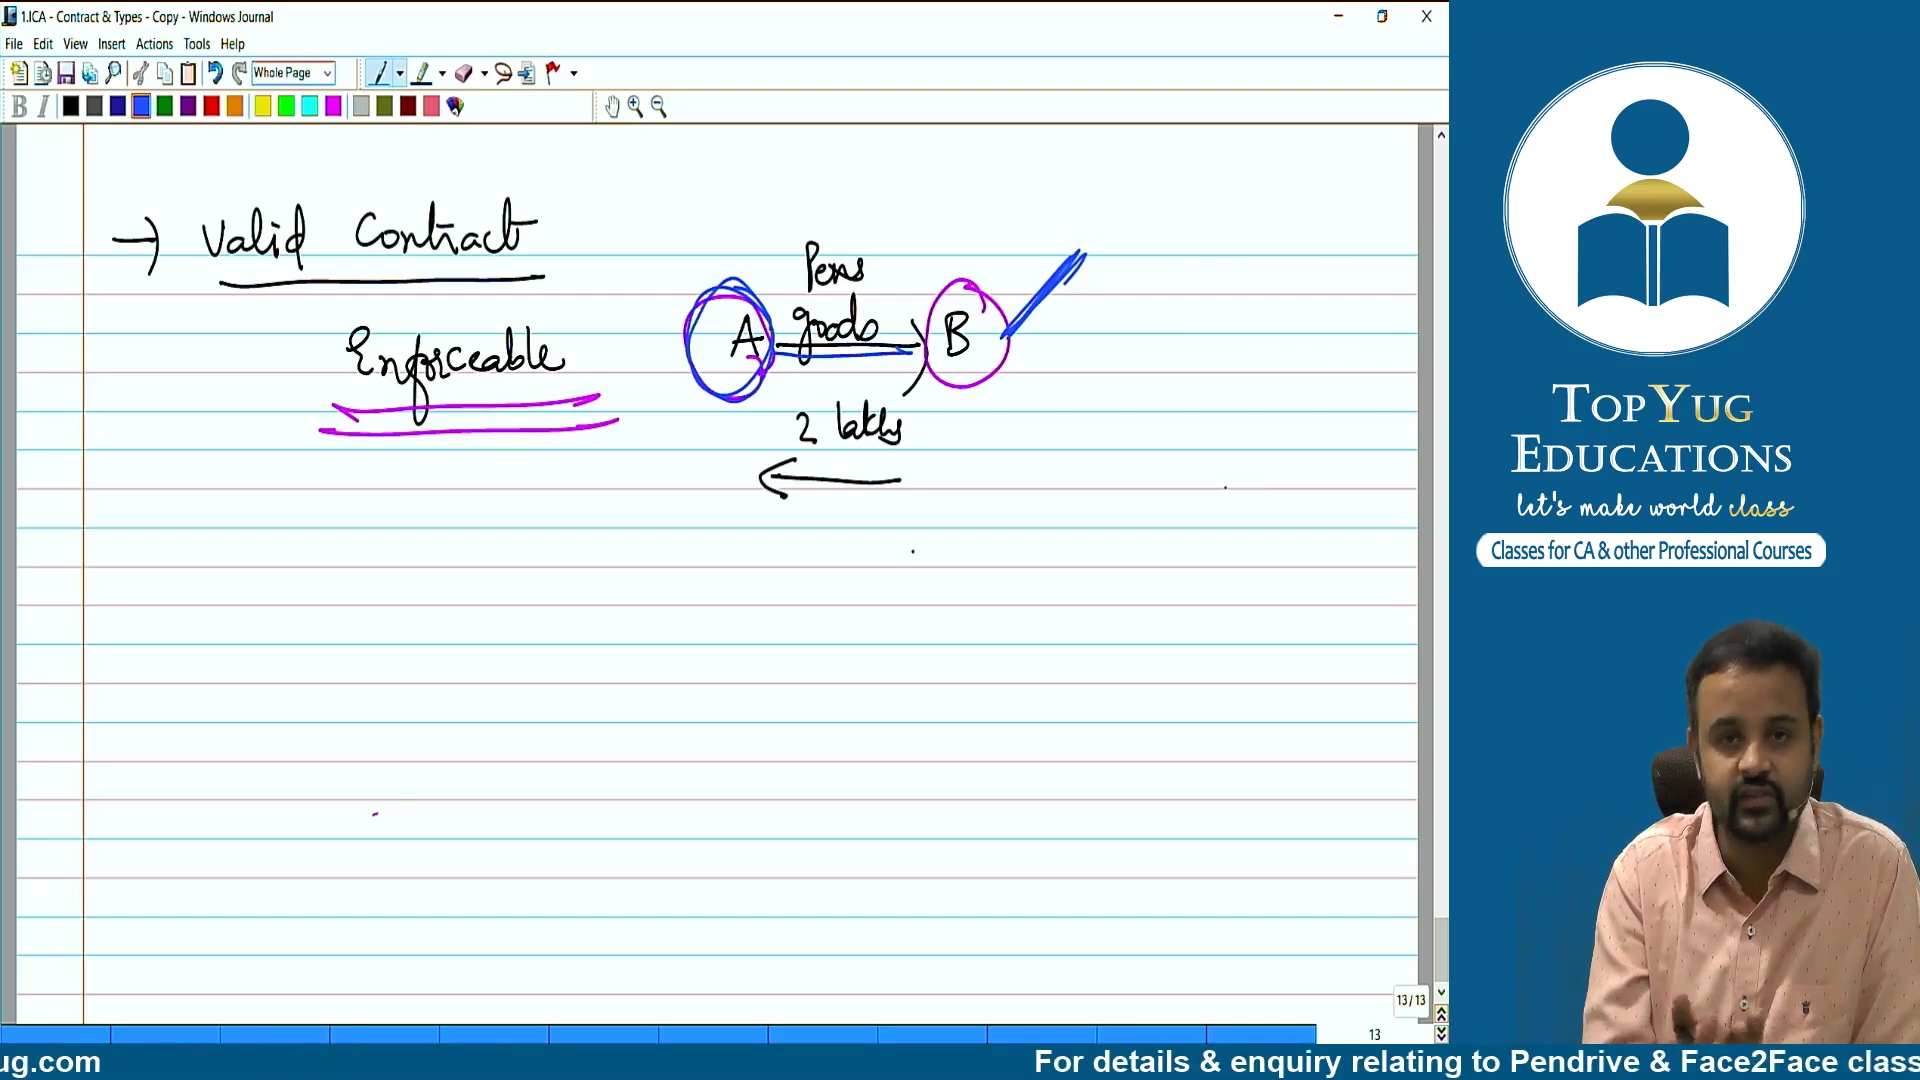 1.ICA - Contract & Types - Copy - Windows Journal
File Edit View Insert Actions Tools Help
Whole Page
B I
→ Valid Contract
Enforceable
Pens
goods
A B
2 lakhs
TOPYUG
EDUCATIONS
let's make world class
Classes for CA & other Professional Courses
13/13
13
ug.com
For details & enquiry relating to Pendrive & Face2Face class